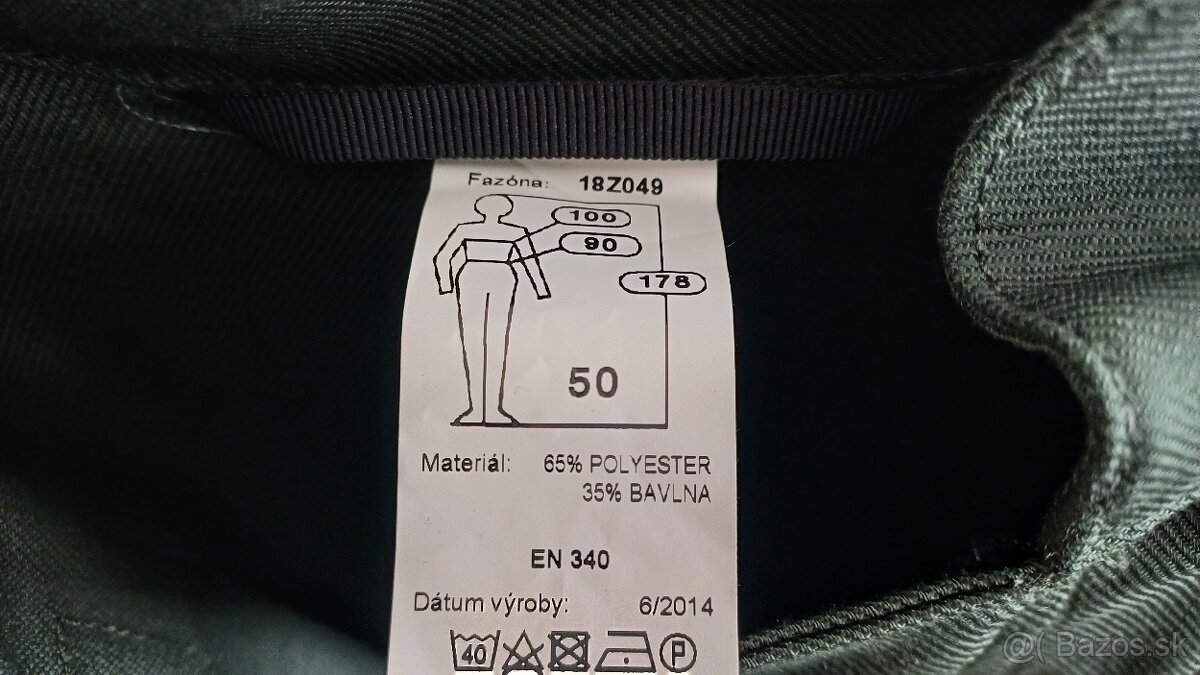 Fazóna: 18Z049
100
90
178
50
Materiál: 65% POLYESTER
35% BAVLNA
EN 340
Dátum výroby: 6/2014
40 P
@( Bazos.sk